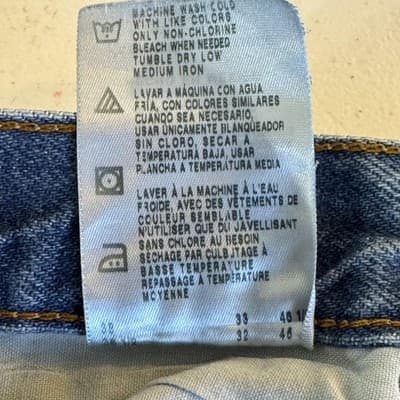 MACHINE WASH COLD
WITH LIKE COLORS
ONLY NON-CHLORINE
BLEACH WHEN NEEDED
TUMBLE DRY LOW
MEDIUM IRON
LAVAR A MÁQUINA CON AGUA
FRÍA, CON COLORES SIMILARES
CUANDO SEA NECESARIO,
USAR ÚNICAMENTE BLANQUEADOR
SIN CLORO, SECAR A
TEMPERATURA BAJA, USAR
PLANCHA A TEMPERATURA MEDIA
LAVER À LA MACHINE À L'EAU
FROIDE, AVEC DES VÊTEMENTS DE
COULEUR SEMBLABLE
N'UTILISER QUE DU JAVELLISANT
SANS CHLORE AU BESOIN
SÉCHAGE PAR CULBUTAGE À
BASSE TEMPÉRATURE
REPASSAGE À TEMPÉRATURE
MOYENNE
38 33 46
32 46